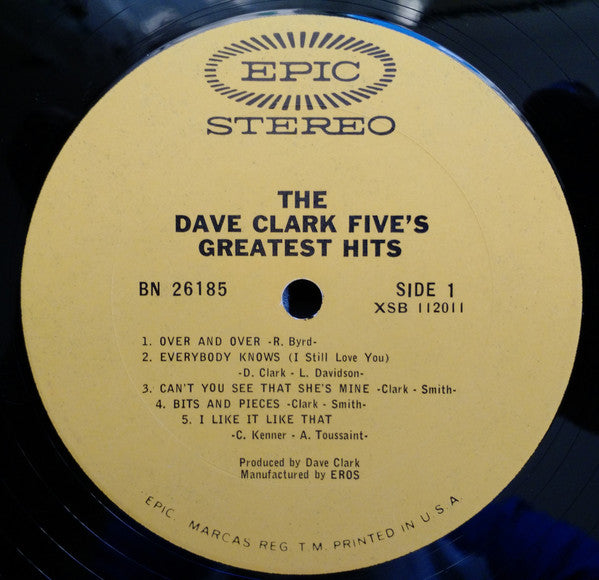 EPIC
STEREO
THE
DAVE CLARK FIVE'S
GREATEST HITS
BN 26185
SIDE 1
XSB 112011
1. OVER AND OVER -R. Byrd-
2. EVERYBODY KNOWS (I Still Love You)
-D. Clark - L. Davidson-
3. CAN'T YOU SEE THAT SHE'S MINE -Clark - Smith-
4. BITS AND PIECES -Clark - Smith-
5. I LIKE IT LIKE THAT
-C. Kenner - A. Toussaint-
Produced by Dave Clark
Manufactured by EROS
EPIC. MARCAS REG. T. M. PRINTED IN U.S.A.